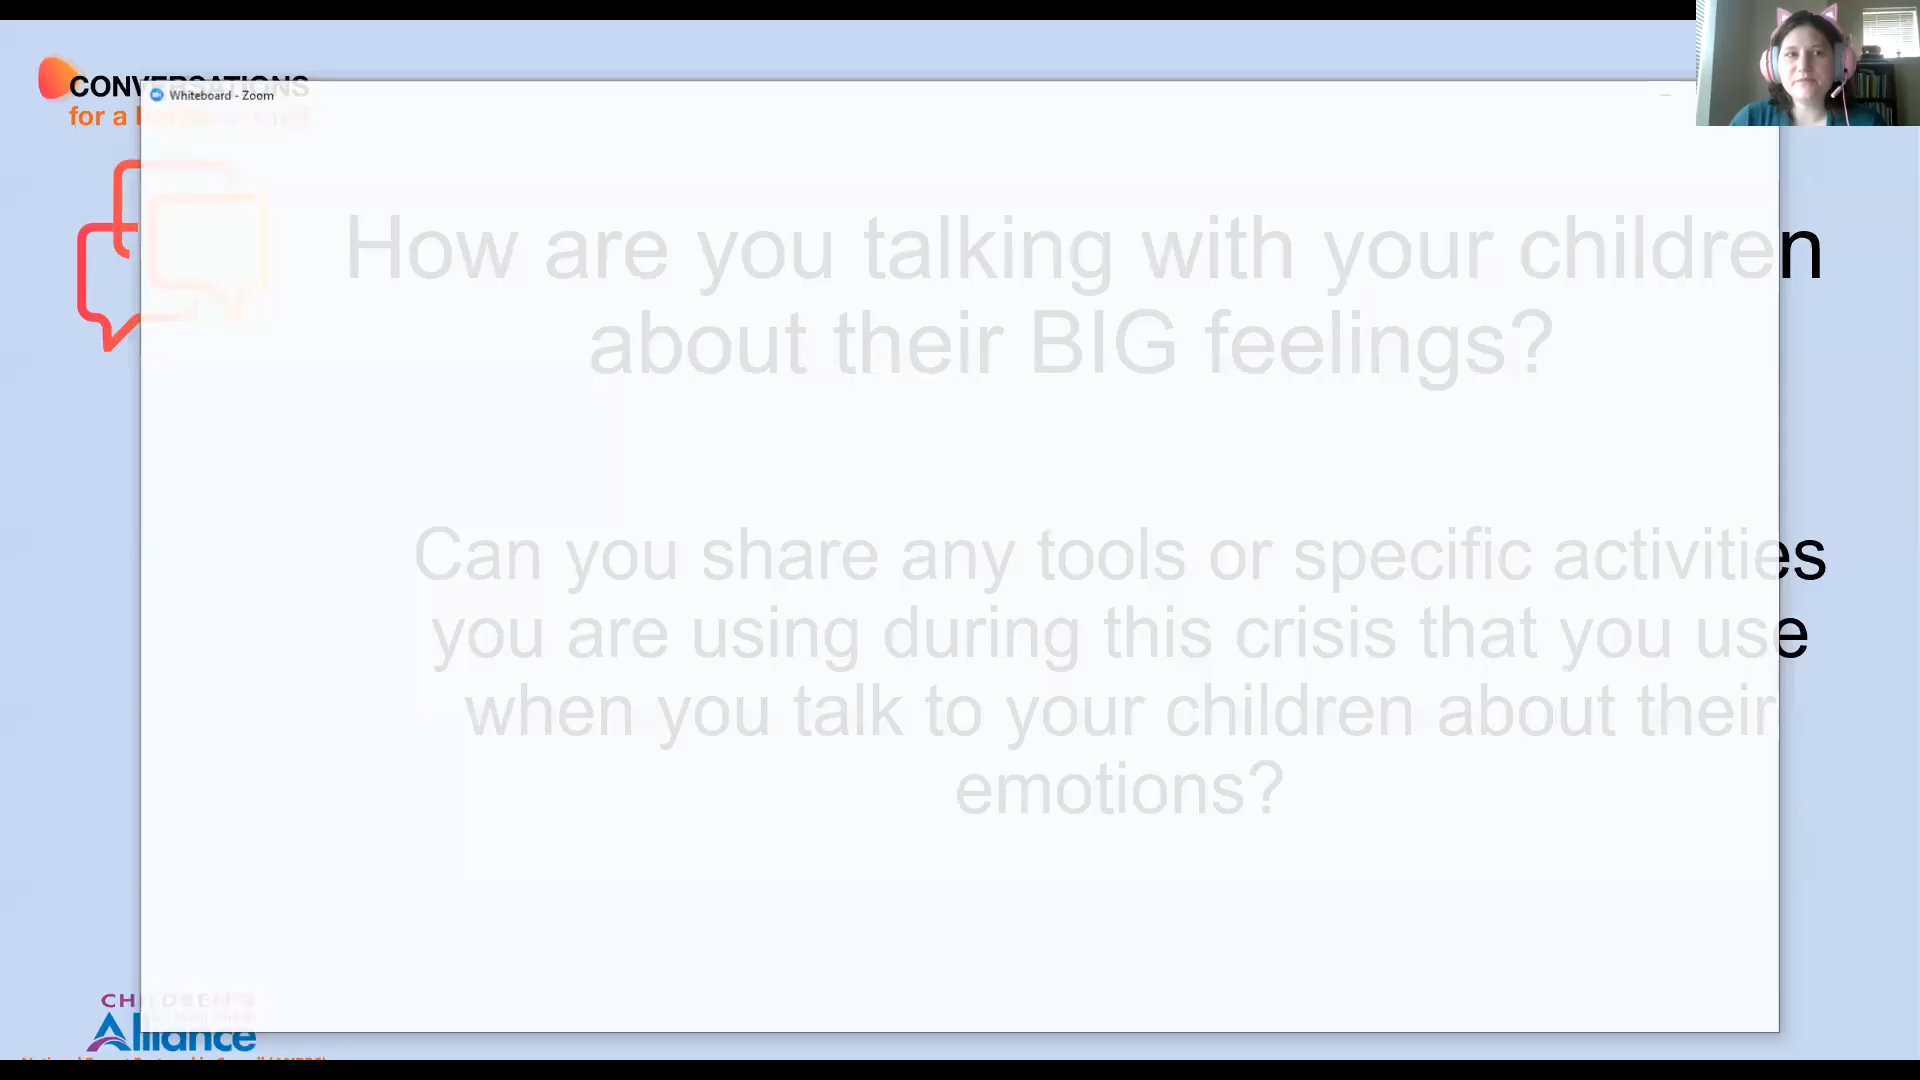 CONVERSATIONS
for a
Whiteboard - Zoom
How are you talking with your children
about their BIG feelings?
Can you share any tools or specific activities
you are using during this crisis that you use
when you talk to your children about their
emotions?
CHILDREN'S
Alliance